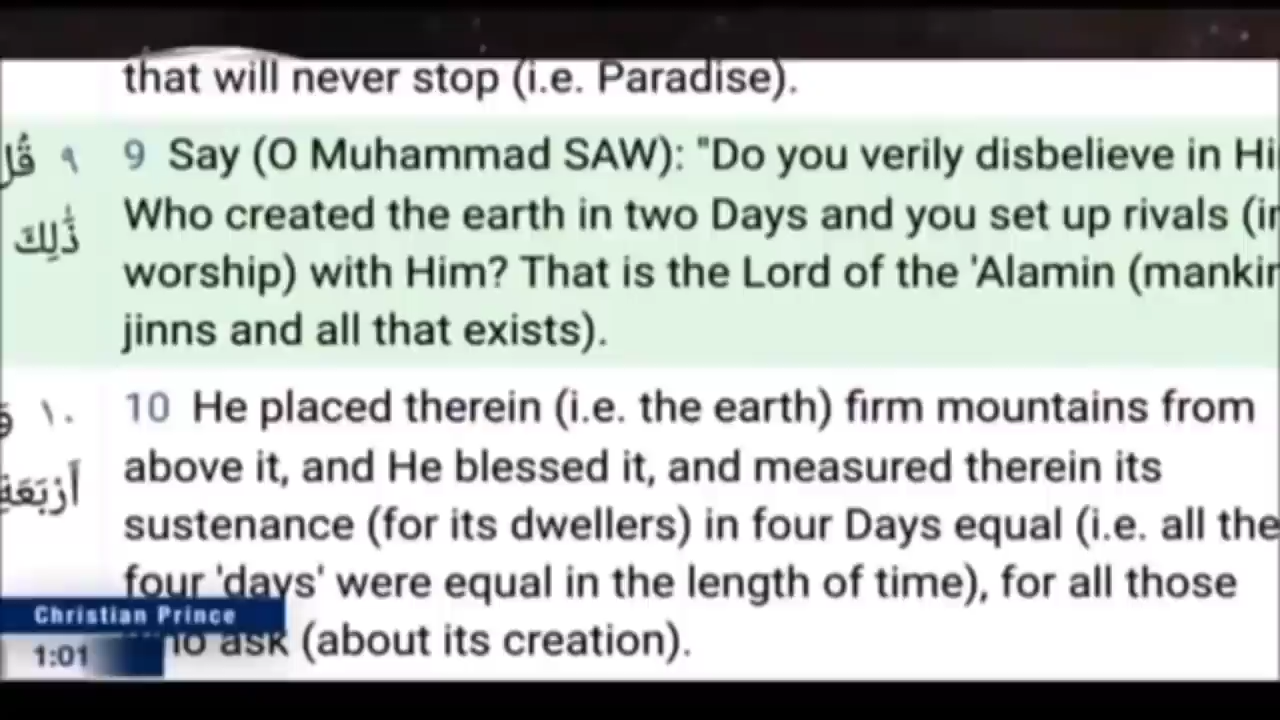 that will never stop (i.e. Paradise).
٩ قُل
9 Say (O Muhammad SAW): "Do you verily disbelieve in Hi
ذَٰلِكَ
Who created the earth in two Days and you set up rivals (in
worship) with Him? That is the Lord of the 'Alamin (mankin
jinns and all that exists).
١٠
10 He placed therein (i.e. the earth) firm mountains from
above it, and He blessed it, and measured therein its
أَرْبَعَةِ
sustenance (for its dwellers) in four Days equal (i.e. all the
four 'days' were equal in the length of time), for all those
ask (about its creation).
Christian Prince
1:01